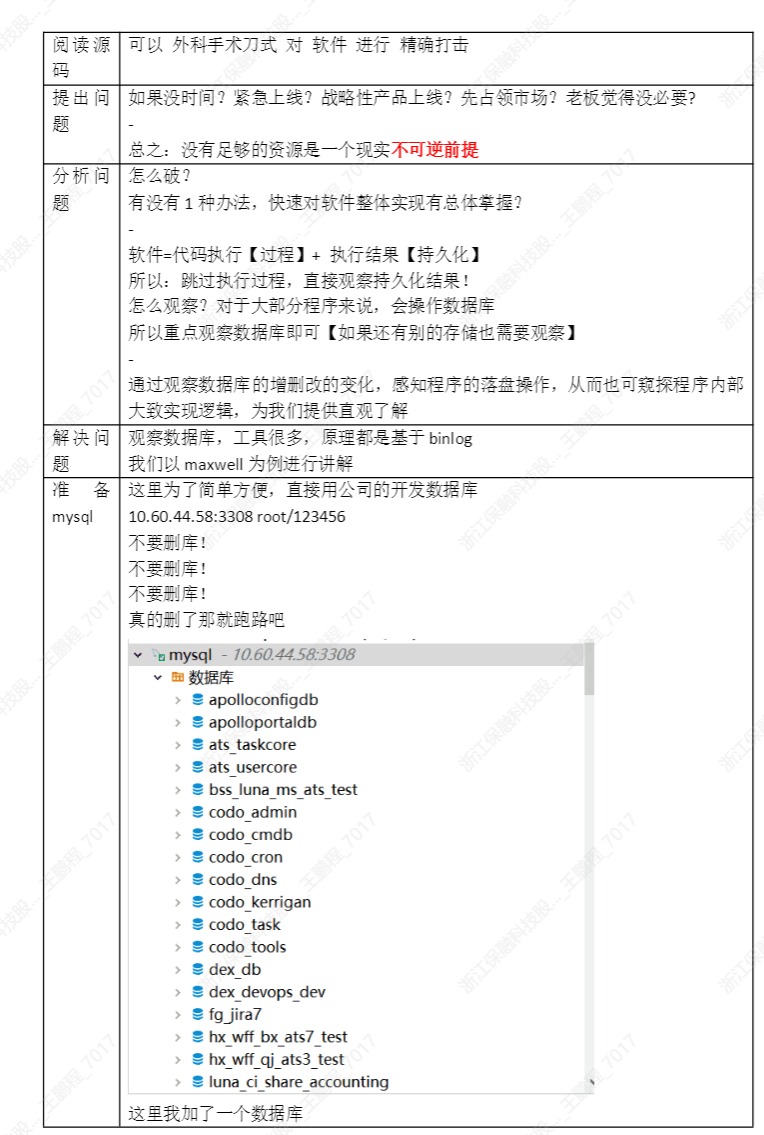 阅读源码
可以 外科手术刀式 对 软件 进行 精确打击
提出问题
如果没时间？紧急上线？战略性产品上线？先占领市场？老板觉得没必要?
-
总之：没有足够的资源是一个现实不可逆前提
分析问题
怎么破？
有没有1种办法，快速对软件整体实现有总体掌握？
-
软件=代码执行【过程】+ 执行结果【持久化】
所以：跳过执行过程，直接观察持久化结果！
怎么观察？对于大部分程序来说，会操作数据库
所以重点观察数据库即可【如果还有别的存储也需要观察】
-
通过观察数据库的增删改的变化，感知程序的落盘操作，从而也可窥探程序内部
大致实现逻辑，为我们提供直观了解
解决问题
观察数据库，工具很多，原理都是基于 binlog
我们以 maxwell 为例进行讲解
准备
mysql
这里为了简单方便，直接用公司的开发数据库
10.60.44.58:3308 root/123456
不要删库！
不要删库！
不要删库！
真的删了那就跑路吧
mysql - 10.60.44.58:3308
数据库
apolloconfigdb
apolloportaldb
ats_taskcore
ats_usercore
bss_luna_ms_ats_test
codo_admin
codo_cmdb
codo_cron
codo_dns
codo_kerrigan
codo_task
codo_tools
dex_db
dex_devops_dev
fg_jira7
hx_wff_bx_ats7_test
hx_wff_qj_ats3_test
luna_ci_share_accounting
这里我加了一个数据库
浙江保融科技股..._王鹏程_7017